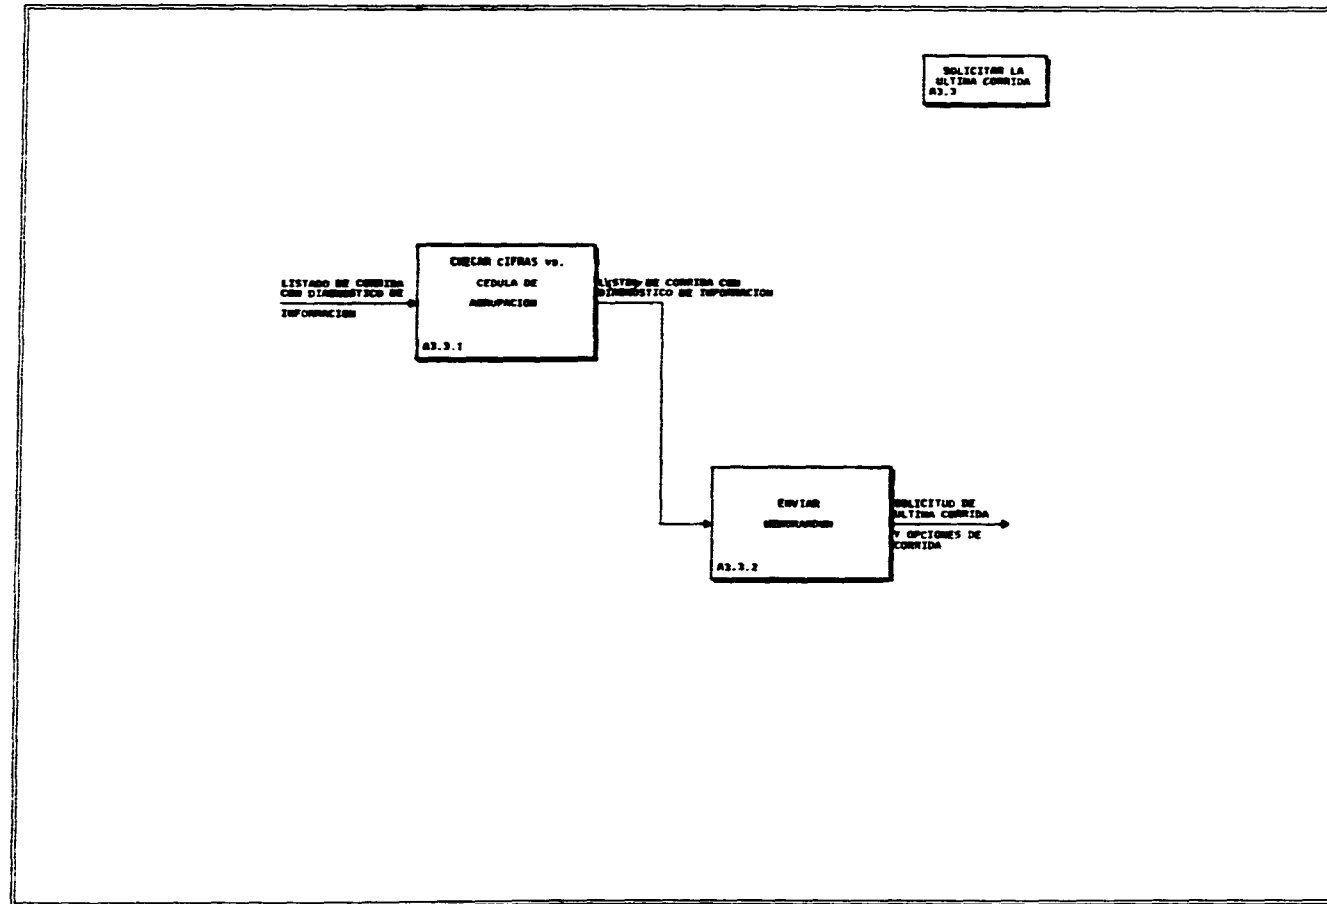 SOLICITAR LA
ULTIMA CORRIDA
A3.3
CHECAR CIFRAS vs.
CEDULA DE
AGRUPACION
A3.3.1
LISTADO DE CORRIDA
CON DIAGNOSTICO DE
INFORMACION
LISTADO DE CORRIDA CON
DIAGNOSTICO DE INFORMACION
ENVIAR
MEMORANDUM
A3.3.2
SOLICITUD DE
ULTIMA CORRIDA
Y OPCIONES DE
CORRIDA